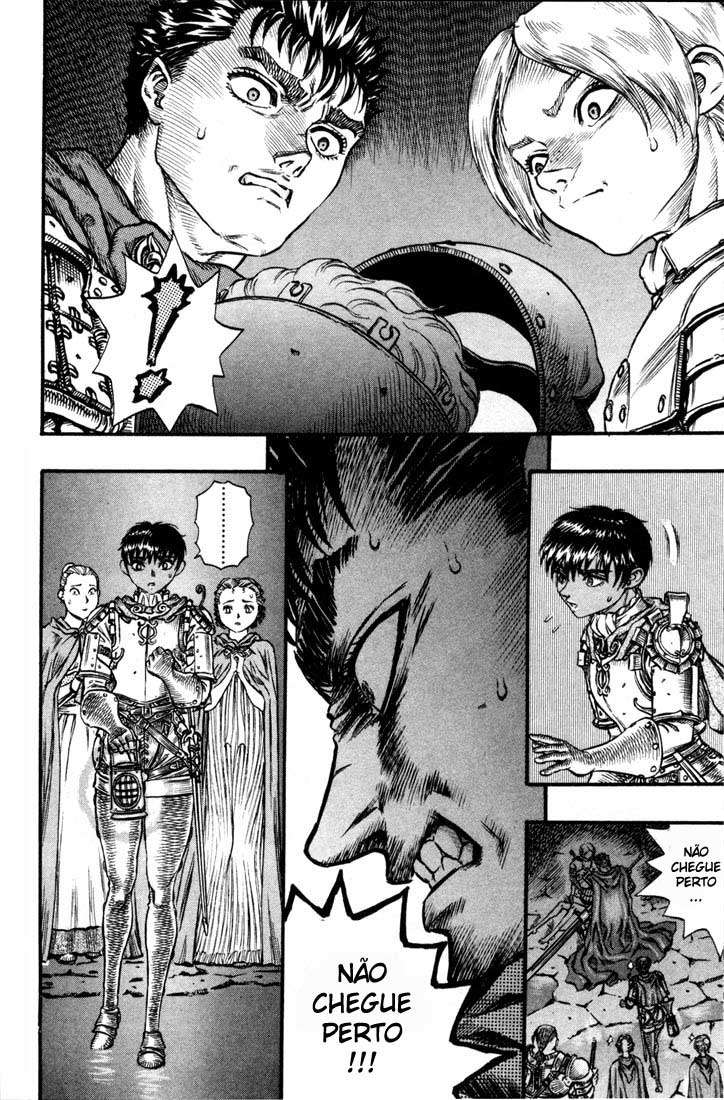 !
NÃO
CHEGUE
PERTO
...
NÃO
CHEGUE
PERTO
!!!
........